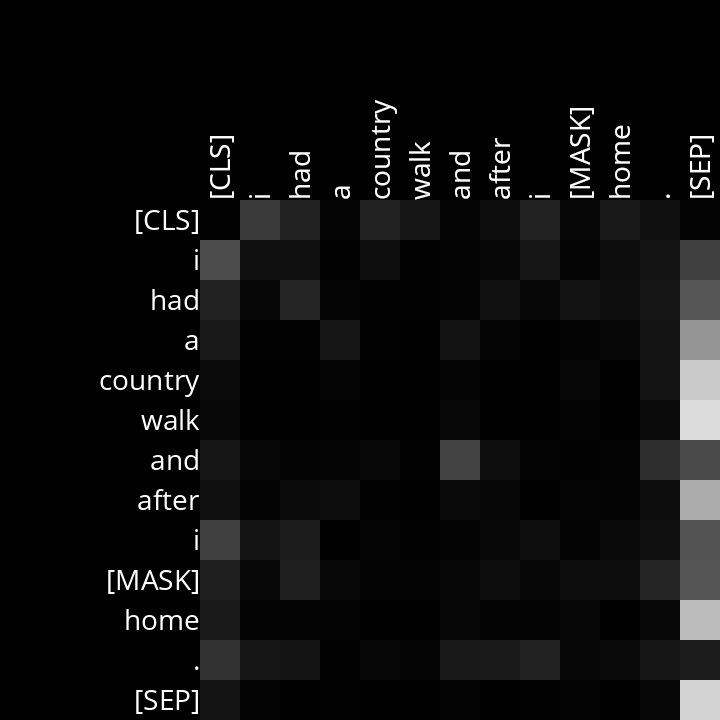 [CLS] i had a country walk and after i [MASK] home . [SEP]
[CLS]
i
had
a
country
walk
and
after
i
[MASK]
home
.
[SEP]